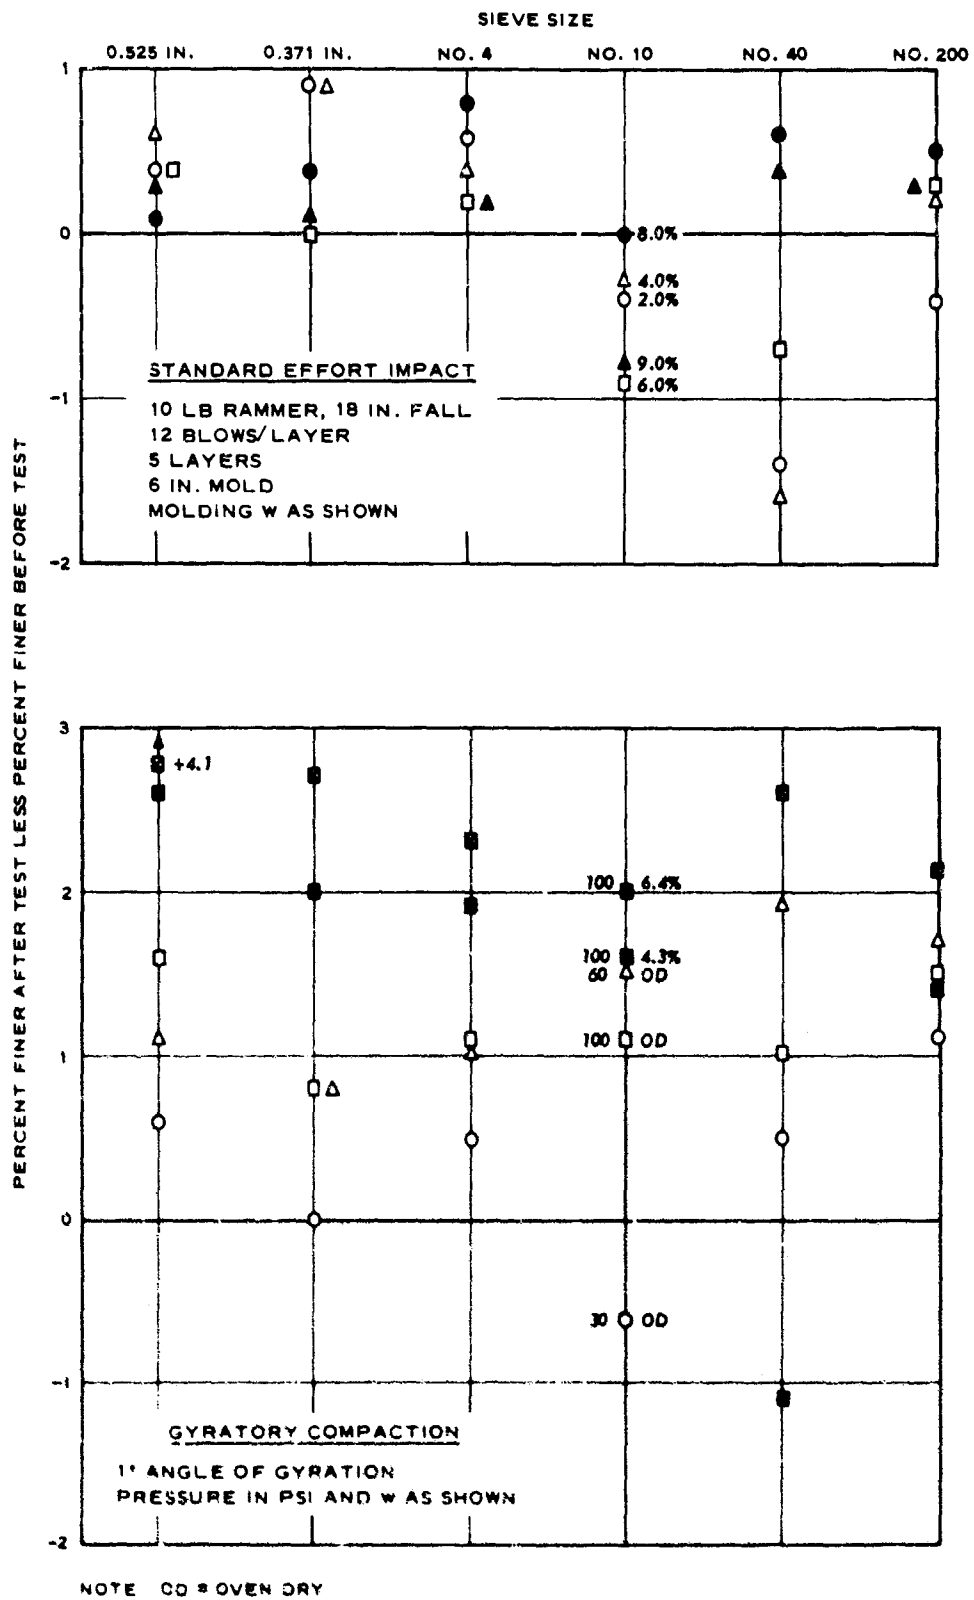 SIEVE SIZE
0.525 IN. 0.371 IN. NO. 4 NO. 10 NO. 40 NO. 200
1
0
-1
-2
8.0%
4.0%
2.0%
9.0%
6.0%
STANDARD EFFORT IMPACT
10 LB RAMMER, 18 IN. FALL
12 BLOWS/LAYER
5 LAYERS
6 IN. MOLD
MOLDING W AS SHOWN
PERCENT FINER AFTER TEST LESS PERCENT FINER BEFORE TEST
3
2
1
0
-1
-2
+4.1
100 6.4%
100 4.3%
60 OD
100 OD
30 OD
GYRATORY COMPACTION
1° ANGLE OF GYRATION
PRESSURE IN PSI AND W AS SHOWN
NOTE OD = OVEN DRY